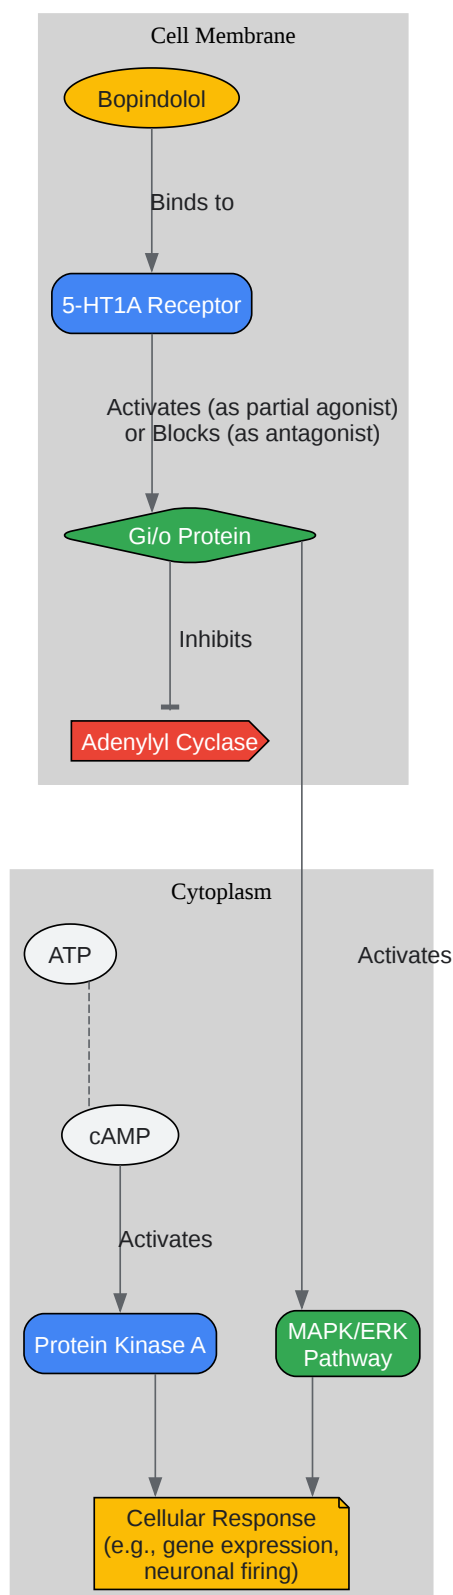 Cell Membrane
Bopindolol
Binds to
5-HT1A Receptor
Activates (as partial agonist)
or Blocks (as antagonist)
Gi/o Protein
Inhibits
Adenylyl Cyclase
Cytoplasm
ATP
Activates
cAMP
Activates
Protein Kinase A
MAPK/ERK
Pathway
Cellular Response
(e.g., gene expression,
neuronal firing)